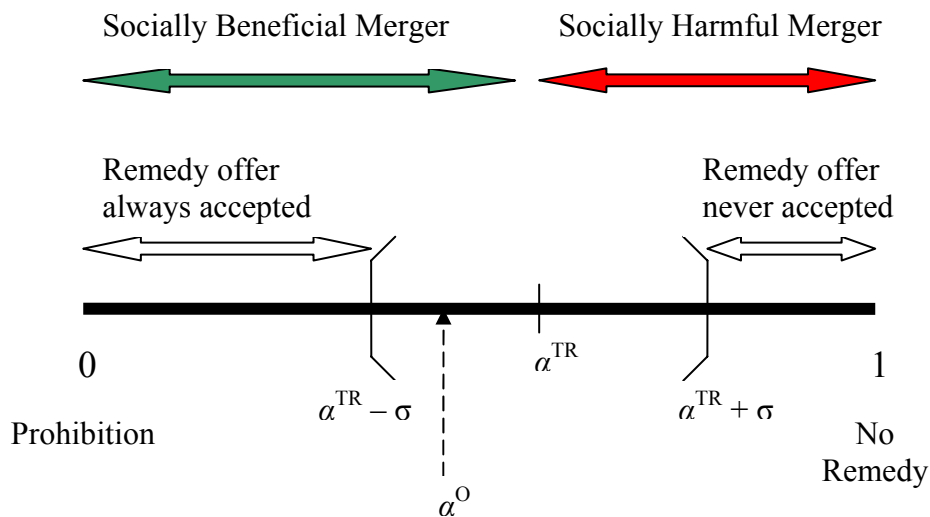 Socially Beneficial Merger
Socially Harmful Merger
Remedy offer
always accepted
Remedy offer
never accepted
0
α^TR
1
α^TR – σ
α^TR + σ
Prohibition
No
Remedy
α^O